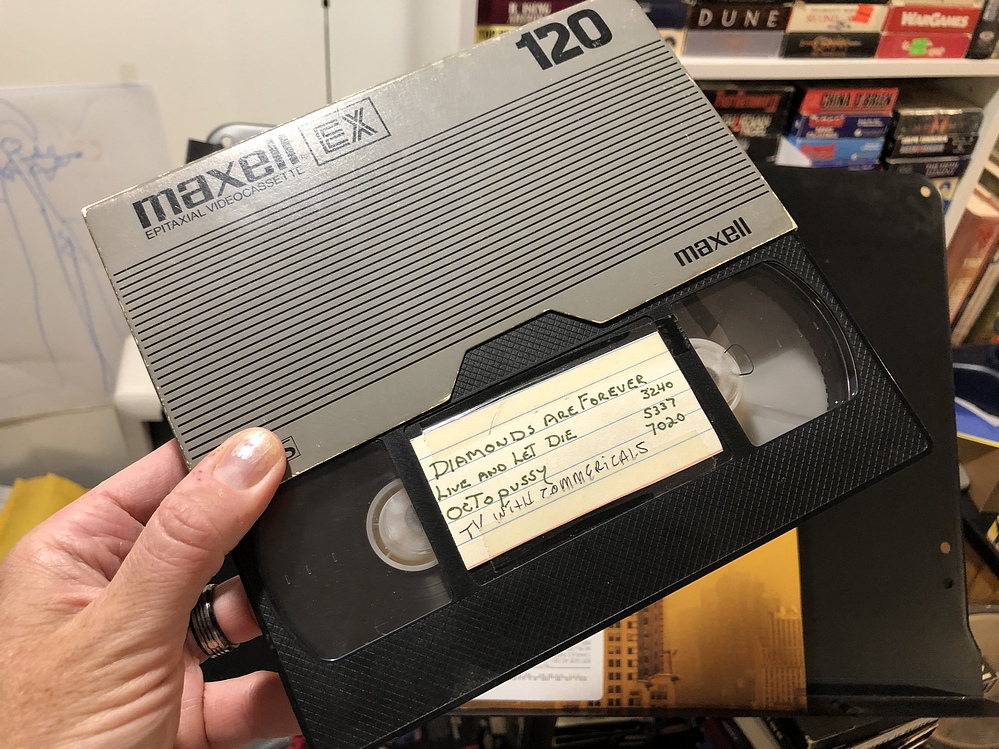 DUNE
WARGAMES
CHINA O'BRIEN
120
maxell EX
EPITAXIAL VIDEOCASSETTE
maxell
DIAMONDS ARE FOREVER
3240
LIVE AND LET DIE 5337
OCTOPUSSY 7020
TV WITH COMMERICALS